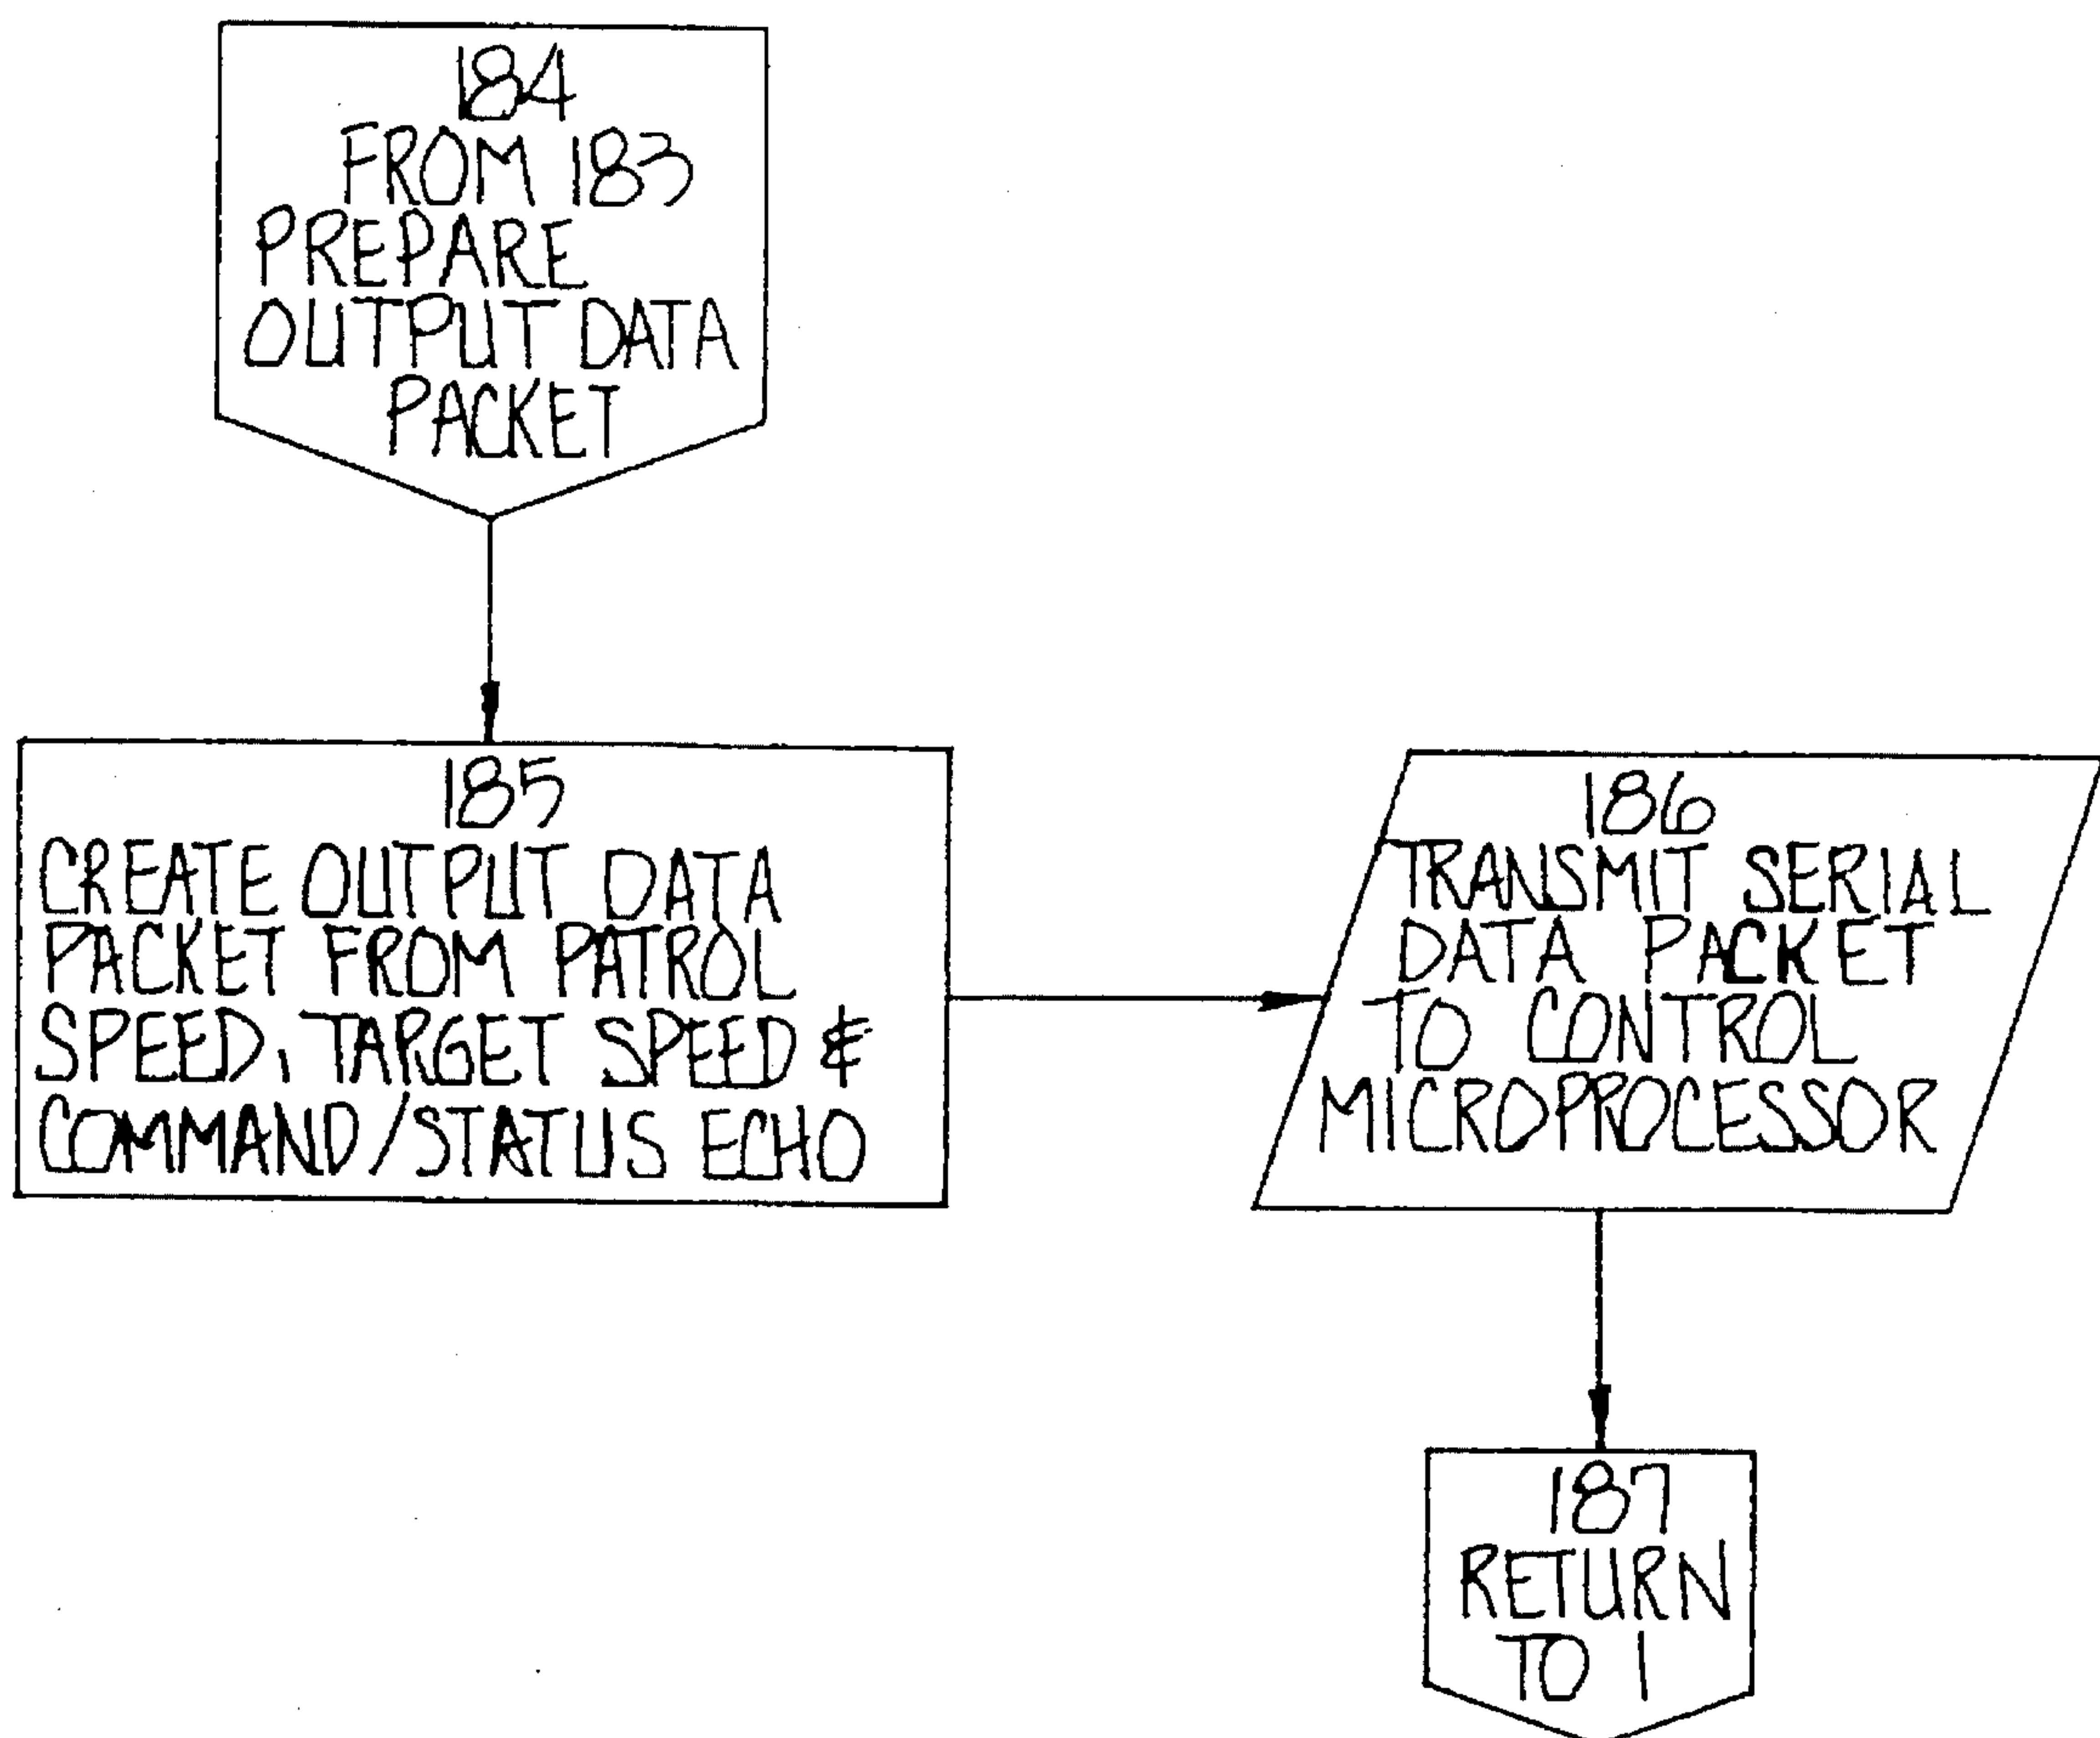 184
FROM 183
PREPARE
OUTPUT DATA
PACKET
185
CREATE OUTPUT DATA
PACKET FROM PATROL
SPEED, TARGET SPEED &
COMMAND/STATUS ECHO
186
TRANSMIT SERIAL
DATA PACKET
TO CONTROL
MICROPROCESSOR
187
RETURN
TO 1